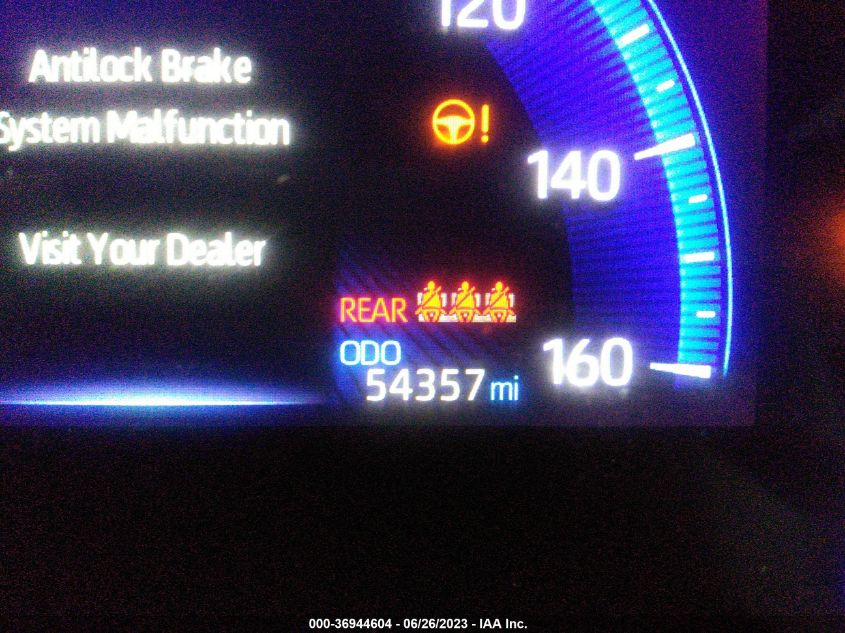 120
Antilock Brake
System Malfunction
!
140
Visit Your Dealer
REAR
ODO
54357 mi
160
000-36944604 - 06/26/2023 - IAA Inc.